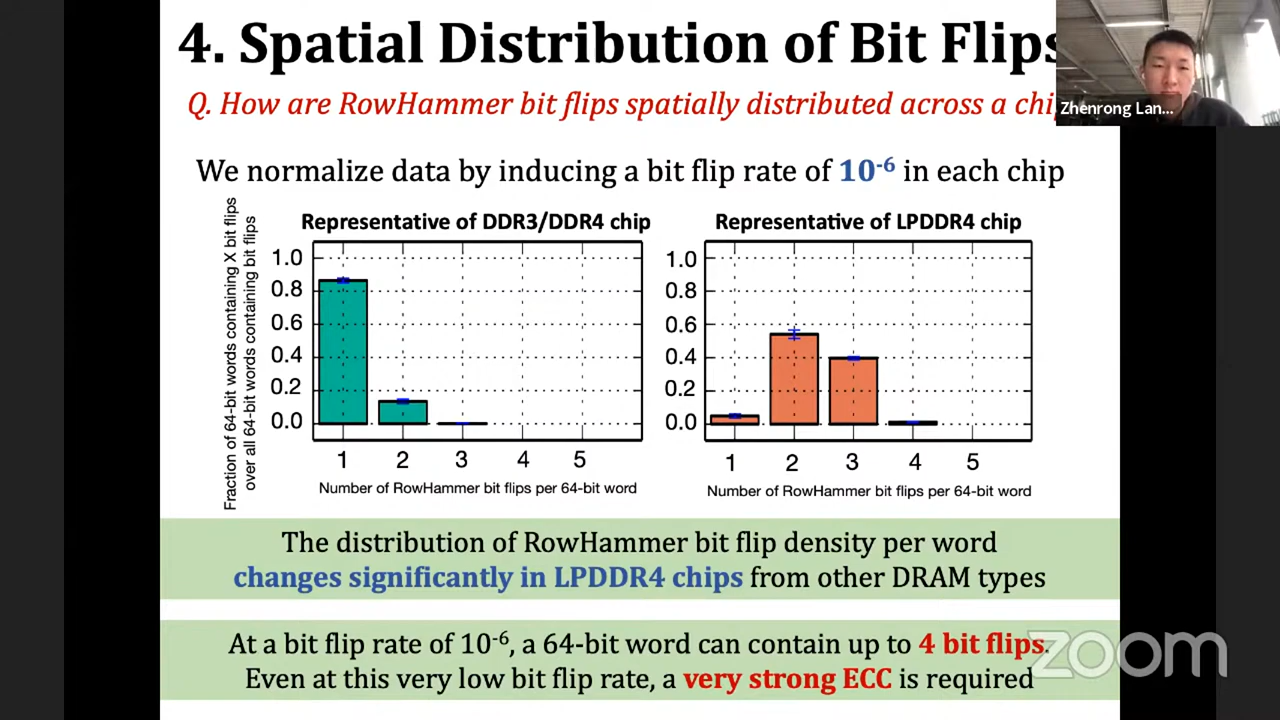 4. Spatial Distribution of Bit Flips
Q. How are RowHammer bit flips spatially distributed across a chi
Zhenrong Lan...
We normalize data by inducing a bit flip rate of 10⁻⁶ in each chip
Fraction of 64-bit words containing X bit flips
over all 64-bit words containing bit flips
Representative of DDR3/DDR4 chip
1.0
0.8
0.6
0.4
0.2
0.0
1 2 3 4 5
Number of RowHammer bit flips per 64-bit word
Representative of LPDDR4 chip
1.0
0.8
0.6
0.4
0.2
0.0
1 2 3 4 5
Number of RowHammer bit flips per 64-bit word
The distribution of RowHammer bit flip density per word
changes significantly in LPDDR4 chips from other DRAM types
At a bit flip rate of 10⁻⁶, a 64-bit word can contain up to 4 bit flips.
Even at this very low bit flip rate, a very strong ECC is required
zoom